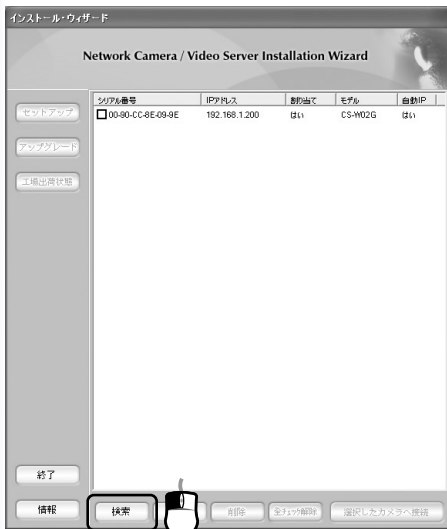 インストール・ウィザード
Network Camera / Video Server Installation Wizard
シリアル番号 IPアドレス 割り当て モデル 自動IP
00-90-CC-8E-09-9E 192.168.1.200 はい CS-W02G はい
セットアップ
アップグレード
工場出荷状態
終了
情報 検索 削除 全チェック解除 選択したカメラへ接続